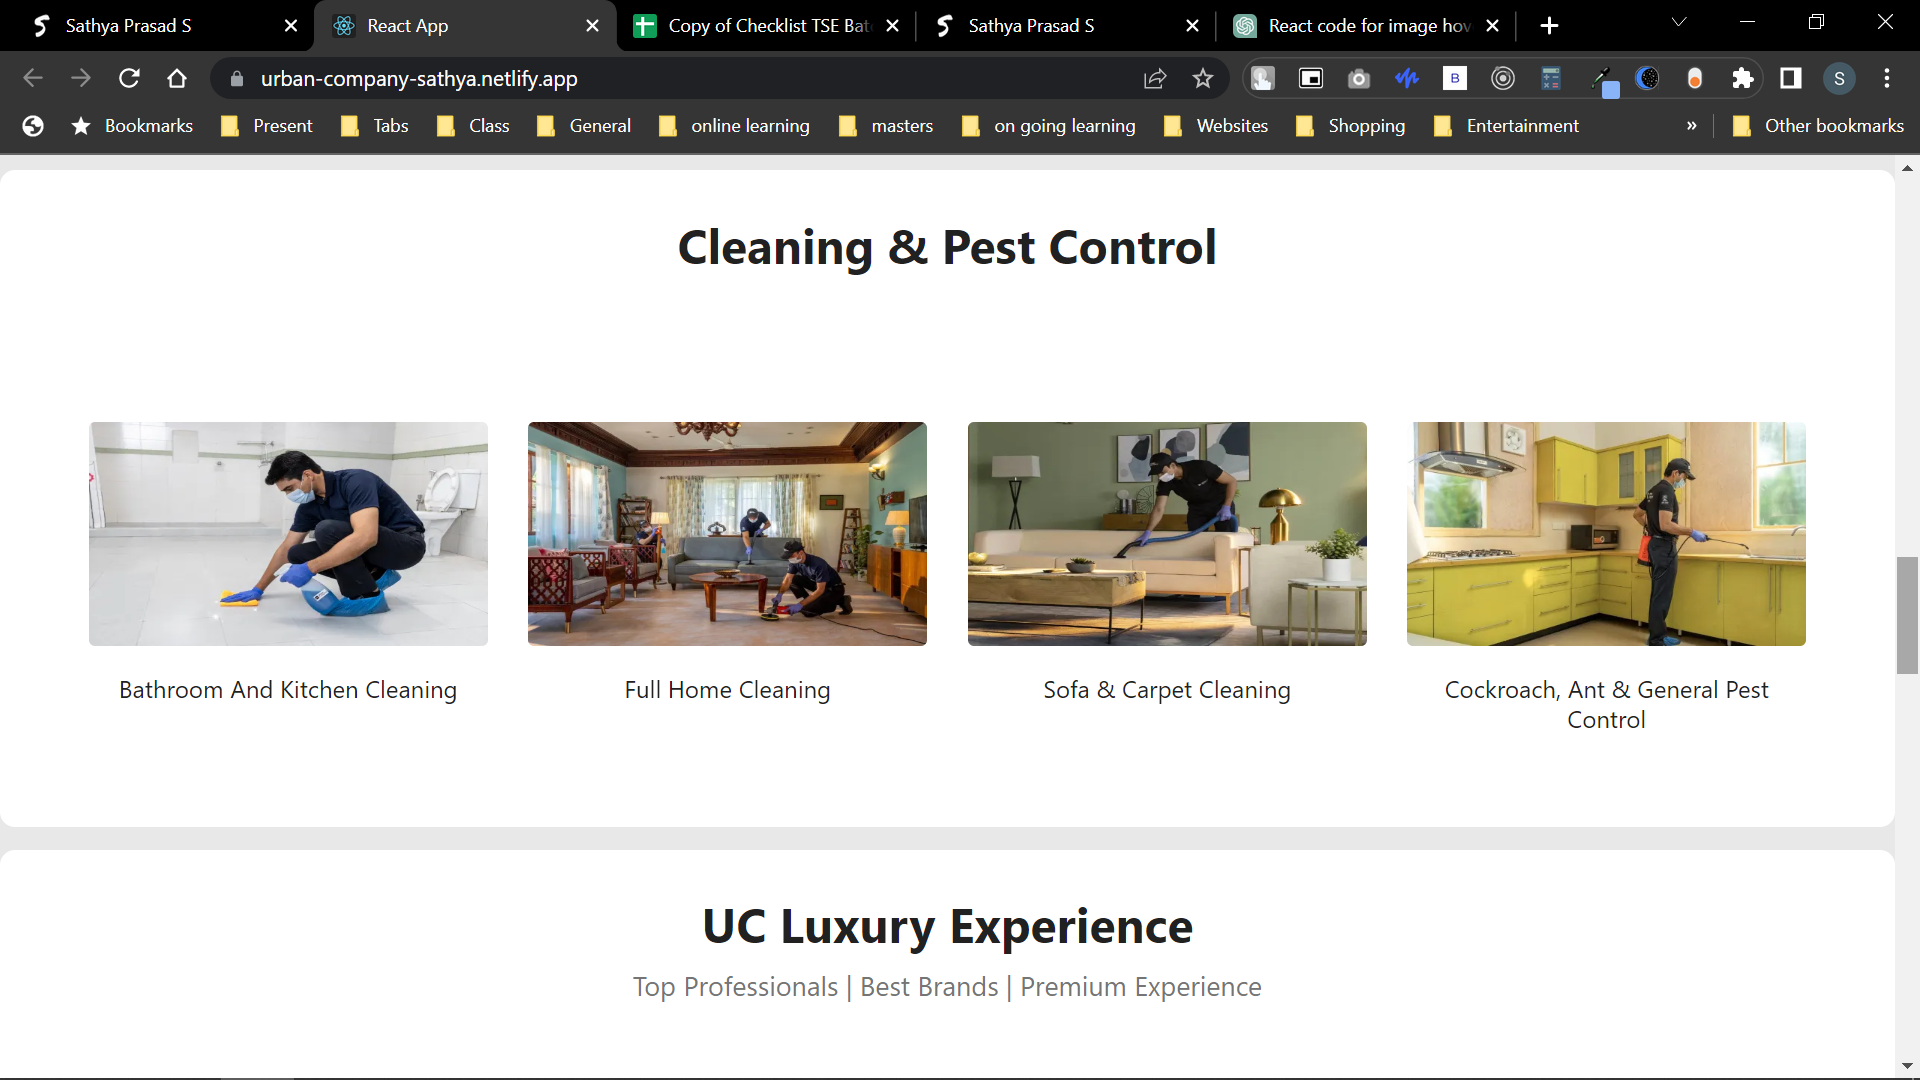 Sathya Prasad S
React App
Copy of Checklist TSE Bat
Sathya Prasad S
React code for image hov
urban-company-sathya.netlify.app
B
S
Bookmarks
Present
Tabs
Class
General
online learning
masters
on going learning
Websites
Shopping
Entertainment
»
Other bookmarks
Cleaning & Pest Control
Bathroom And Kitchen Cleaning
Full Home Cleaning
Sofa & Carpet Cleaning
Cockroach, Ant & General Pest
Control
UC Luxury Experience
Top Professionals | Best Brands | Premium Experience